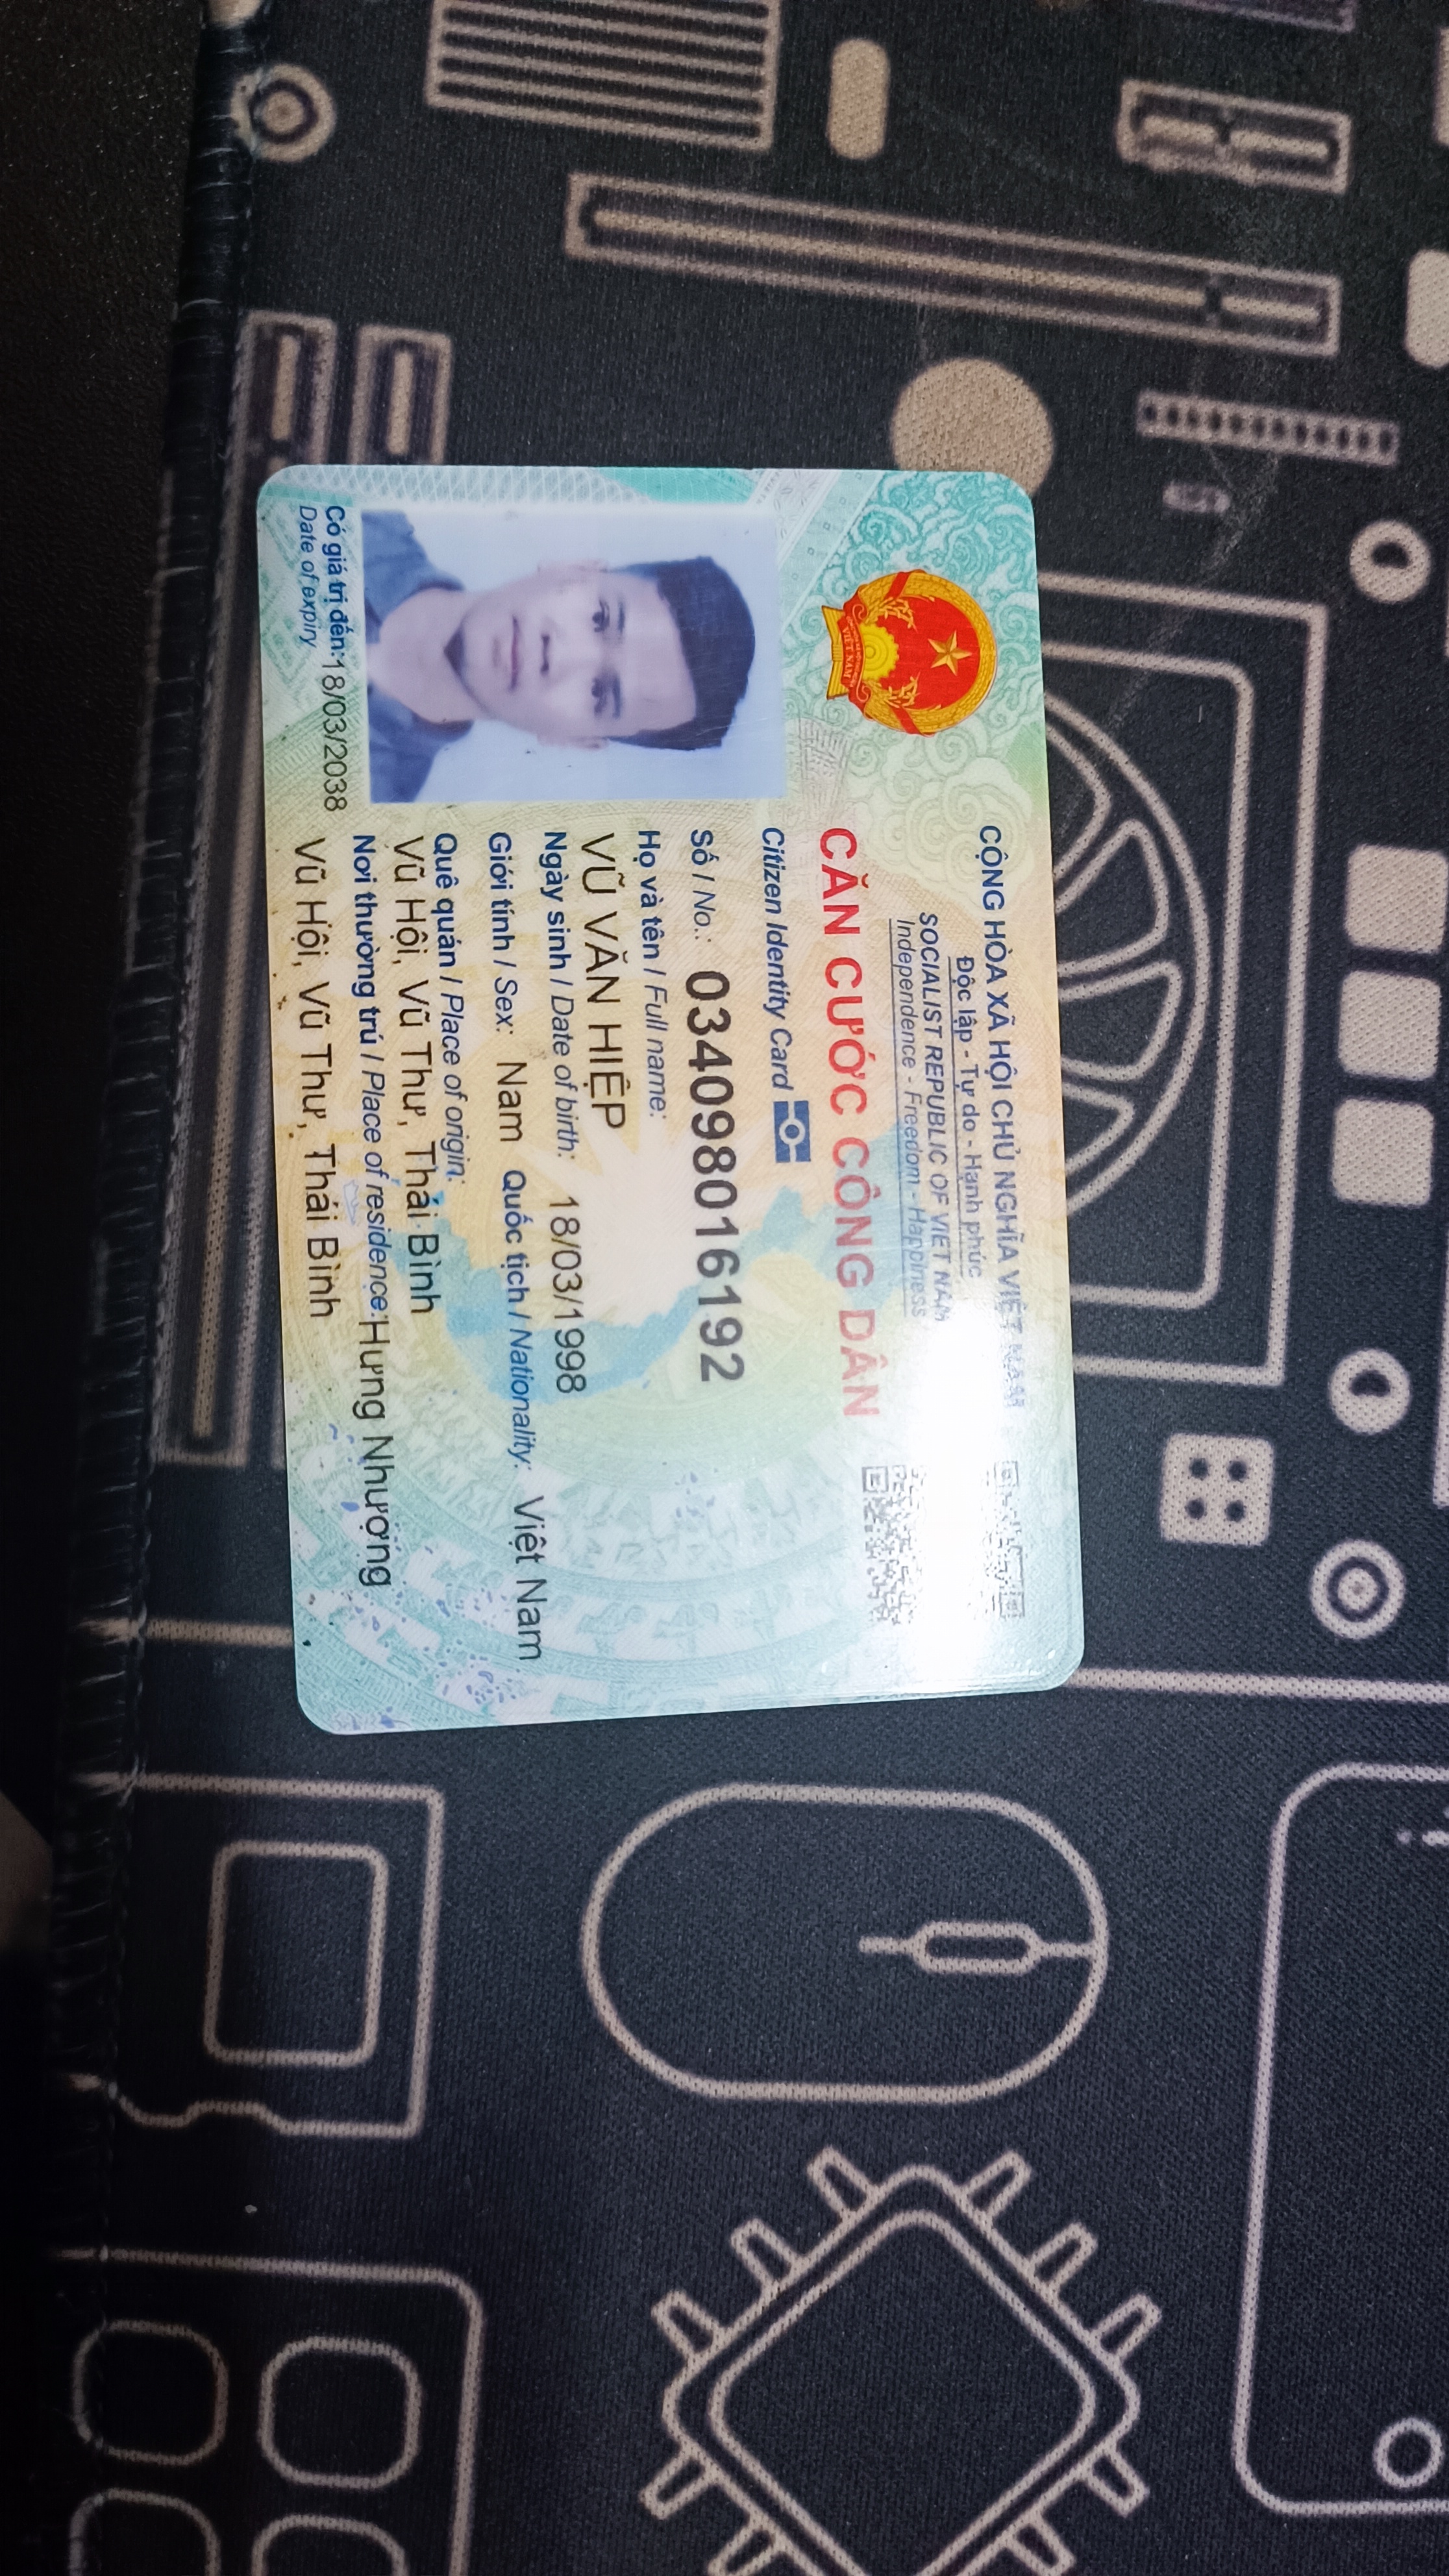 CỘNG HÒA XÃ HỘI CHỦ NGHĨA VIỆT NAM
Độc lập - Tự do - Hạnh phúc
SOCIALIST REPUBLIC OF VIET NAM
Independence - Freedom - Happiness
CĂN CƯỚC CÔNG DÂN
Citizen Identity Card
Số / No.: 034098016192
Họ và tên / Full name:
VŨ VĂN HIỆP
Ngày sinh / Date of birth: 18/03/1998
Giới tính / Sex: Nam Quốc tịch / Nationality: Việt Nam
Quê quán / Place of origin:
Vũ Hội, Vũ Thư, Thái Bình
Nơi thường trú / Place of residence: Hưng Nhượng
Vũ Hội, Vũ Thư, Thái Bình
Có giá trị đến: 18/03/2038
Date of expiry
VIỆT NAM